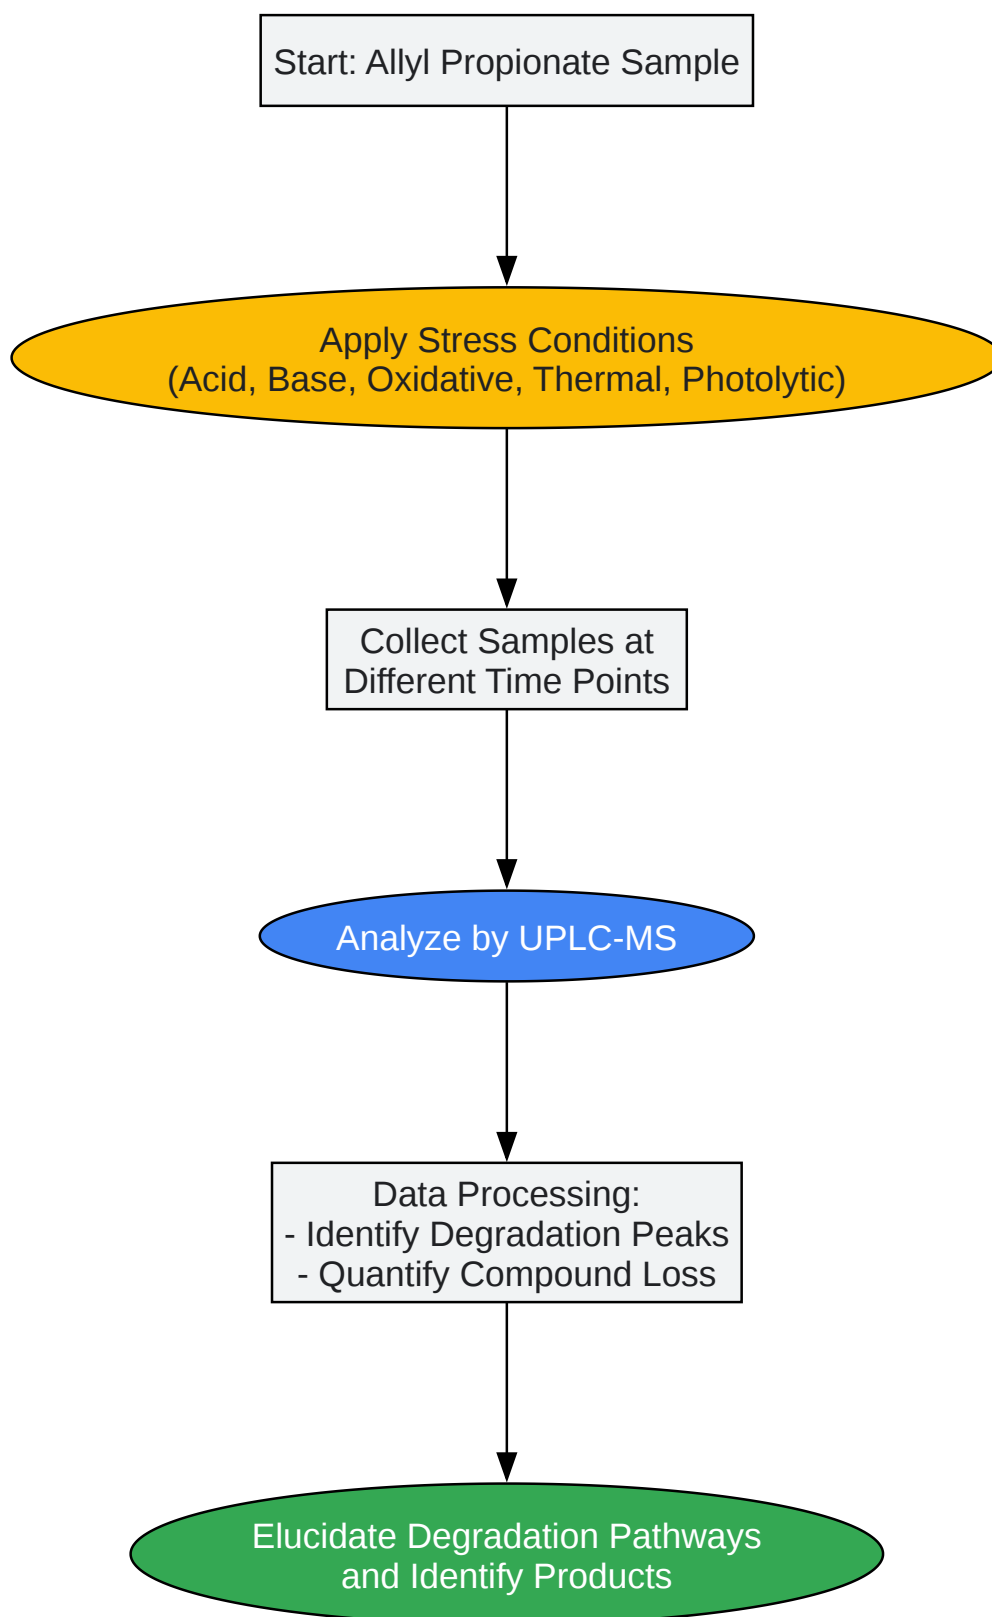 Start: Allyl Propionate Sample
Apply Stress Conditions
(Acid, Base, Oxidative, Thermal, Photolytic)
Collect Samples at
Different Time Points
Analyze by UPLC-MS
Data Processing:
- Identify Degradation Peaks
- Quantify Compound Loss
Elucidate Degradation Pathways
and Identify Products